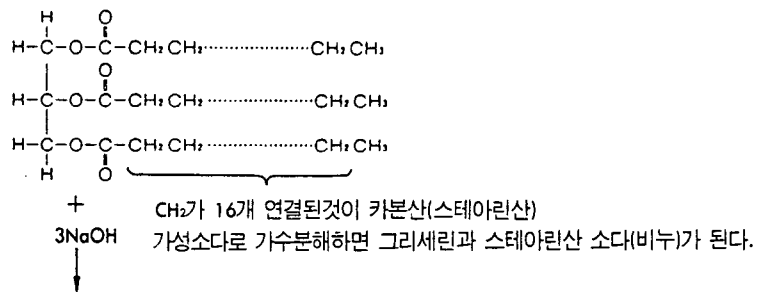 H O
H-C-O-C-CH₂CH₂·····················CH₂CH₃
O
H-C-O-C-CH₂CH₂·····················CH₂CH₃
H-C-O-C-CH₂CH₂·····················CH₂CH₃
H O
+ CH₂가 16개 연결된것이 카본산(스테아린산)
3NaOH 가성소다로 가수분해하면 그리세린과 스테아린산 소다(비누)가 된다.